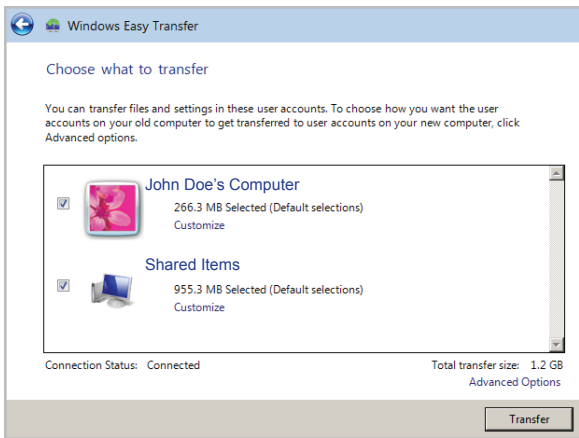 Windows Easy Transfer
Choose what to transfer
You can transfer files and settings in these user accounts. To choose how you want the user
accounts on your old computer to get transferred to user accounts on your new computer, click
Advanced options.
John Doe's Computer
266.3 MB Selected (Default selections)
Customize
Shared Items
955.3 MB Selected (Default selections)
Customize
Connection Status: Connected Total transfer size: 1.2 GB
Advanced Options
Transfer